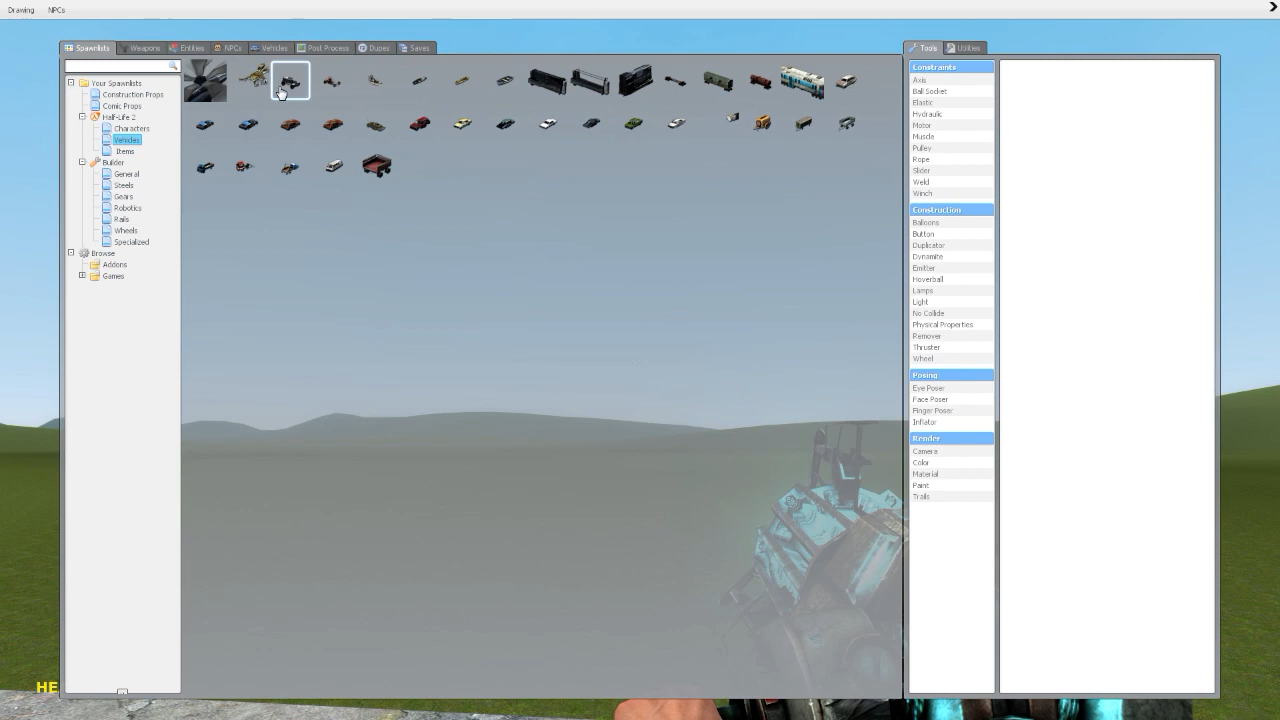 Drawing NPCs
Spawnlists Weapons Entities NPCs Vehicles Post Process Dupes Saves
Your Spawnlists
Construction Props
Comic Props
Half-Life 2
Characters
Vehicles
Items
Builder
General
Steels
Gears
Robotics
Rails
Wheels
Specialized
Browse
Addons
Games
HE
Tools Utilities
Constraints
Axis
Ball Socket
Elastic
Hydraulic
Motor
Muscle
Pulley
Rope
Slider
Weld
Winch
Construction
Balloons
Button
Duplicator
Dynamite
Emitter
Hoverball
Lamps
Light
No Collide
Physical Properties
Remover
Thruster
Wheel
Posing
Eye Poser
Face Poser
Finger Poser
Inflator
Render
Camera
Color
Material
Paint
Trails